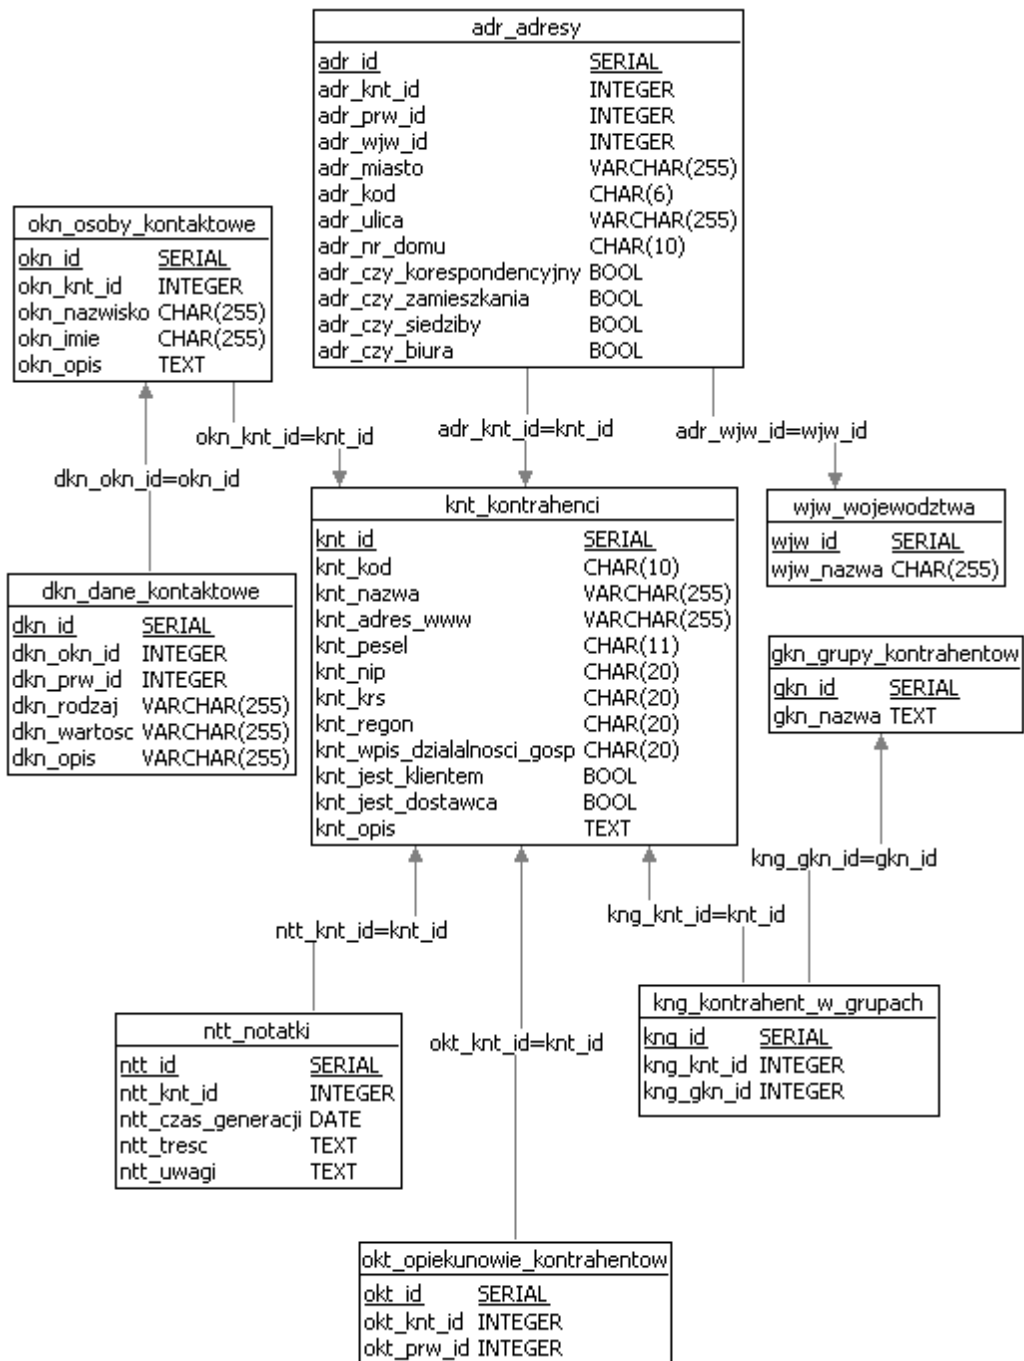 adr_adresy
adr_id SERIAL
adr_knt_id INTEGER
adr_prw_id INTEGER
adr_wjw_id INTEGER
adr_miasto VARCHAR(255)
adr_kod CHAR(6)
adr_ulica VARCHAR(255)
adr_nr_domu CHAR(10)
adr_czy_korespondencyjny BOOL
adr_czy_zamieszkania BOOL
adr_czy_siedziby BOOL
adr_czy_biura BOOL
okn_osoby_kontaktowe
okn_id SERIAL
okn_knt_id INTEGER
okn_nazwisko CHAR(255)
okn_imie CHAR(255)
okn_opis TEXT
okn_knt_id=knt_id
adr_knt_id=knt_id
adr_wjw_id=wjw_id
dkn_okn_id=okn_id
knt_kontrahenci
knt_id SERIAL
knt_kod CHAR(10)
knt_nazwa VARCHAR(255)
knt_adres_www VARCHAR(255)
knt_pesel CHAR(11)
knt_nip CHAR(20)
knt_krs CHAR(20)
knt_regon CHAR(20)
knt_wpis_dzialalnosci_gosp CHAR(20)
knt_jest_klientem BOOL
knt_jest_dostawca BOOL
knt_opis TEXT
wjw_wojewodztwa
wjw_id SERIAL
wjw_nazwa CHAR(255)
dkn_dane_kontaktowe
dkn_id SERIAL
dkn_okn_id INTEGER
dkn_prw_id INTEGER
dkn_rodzaj VARCHAR(255)
dkn_wartosc VARCHAR(255)
dkn_opis VARCHAR(255)
gkn_grupy_kontrahentow
gkn_id SERIAL
gkn_nazwa TEXT
kng_gkn_id=gkn_id
kng_knt_id=knt_id
ntt_knt_id=knt_id
okt_knt_id=knt_id
kng_kontrahent_w_grupach
kng_id SERIAL
kng_knt_id INTEGER
kng_gkn_id INTEGER
ntt_notatki
ntt_id SERIAL
ntt_knt_id INTEGER
ntt_czas_generacji DATE
ntt_tresc TEXT
ntt_uwagi TEXT
okt_opiekunowie_kontrahentow
okt_id SERIAL
okt_knt_id INTEGER
okt_prw_id INTEGER